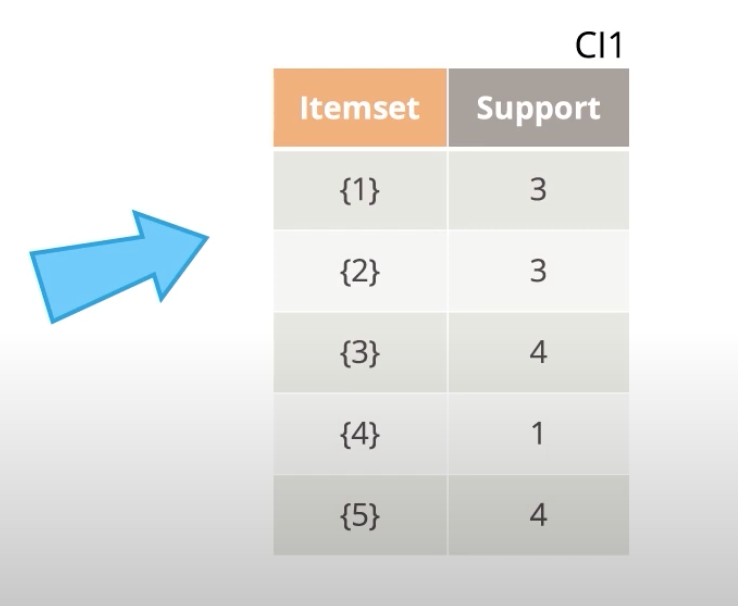 CI1
Itemset Support
{1} 3
{2} 3
{3} 4
{4} 1
{5} 4